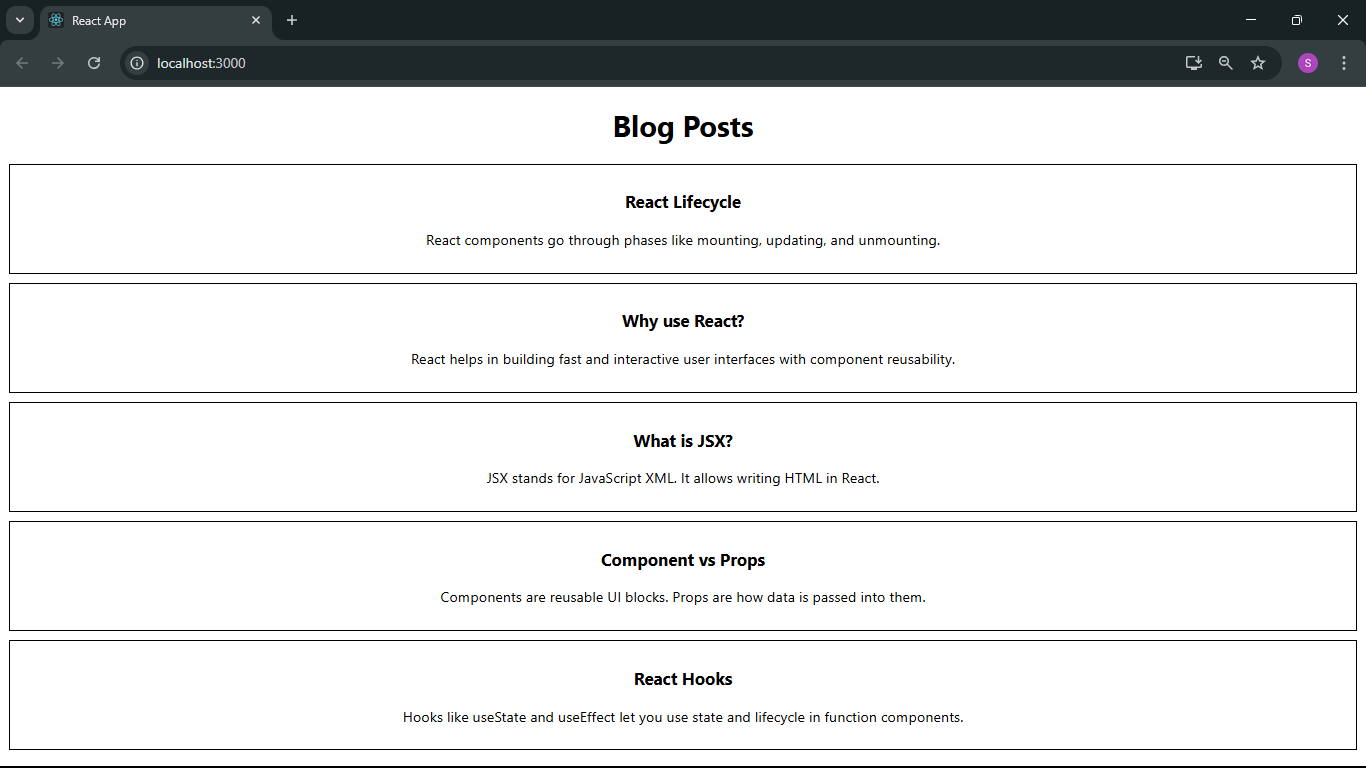 React App
localhost:3000
S
Blog Posts
React Lifecycle
React components go through phases like mounting, updating, and unmounting.
Why use React?
React helps in building fast and interactive user interfaces with component reusability.
What is JSX?
JSX stands for JavaScript XML. It allows writing HTML in React.
Component vs Props
Components are reusable UI blocks. Props are how data is passed into them.
React Hooks
Hooks like useState and useEffect let you use state and lifecycle in function components.